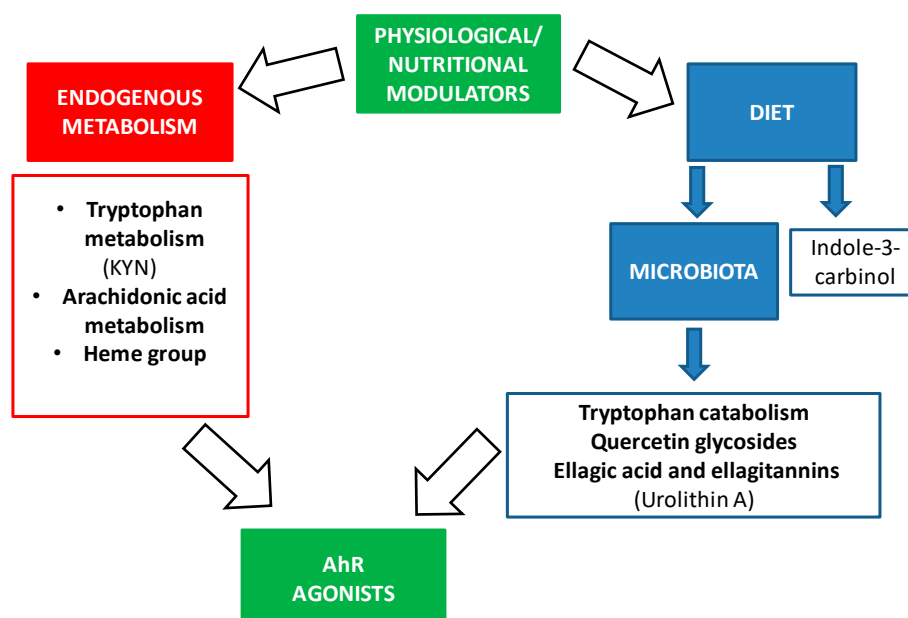 PHYSIOLOGICAL/
NUTRITIONAL
MODULATORS
ENDOGENOUS
METABOLISM
DIET
• Tryptophan
metabolism
(KYN)
• Arachidonic acid
metabolism
• Heme group
MICROBIOTA
Indole-3-
carbinol
Tryptophan catabolism
Quercetin glycosides
Ellagic acid and ellagitannins
(Urolithin A)
AhR
AGONISTS